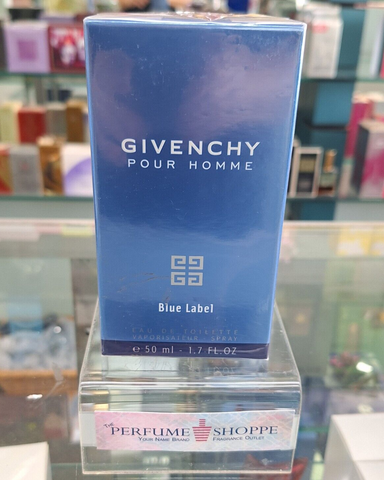 GIVENCHY
POUR HOMME
Blue Label
EAU DE TOILETTE
VAPORISATEUR - SPRAY
℮ 50 ml - 1.7 FL.OZ
THE PERFUME SHOPPE
YOUR NAME BRAND FRAGRANCE OUTLET